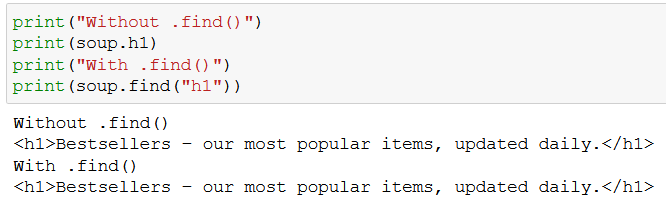 print("Without .find()")
print(soup.h1)
print("With .find()")
print(soup.find("h1"))
Without .find()
<h1>Bestsellers – our most popular items, updated daily.</h1>
With .find()
<h1>Bestsellers – our most popular items, updated daily.</h1>